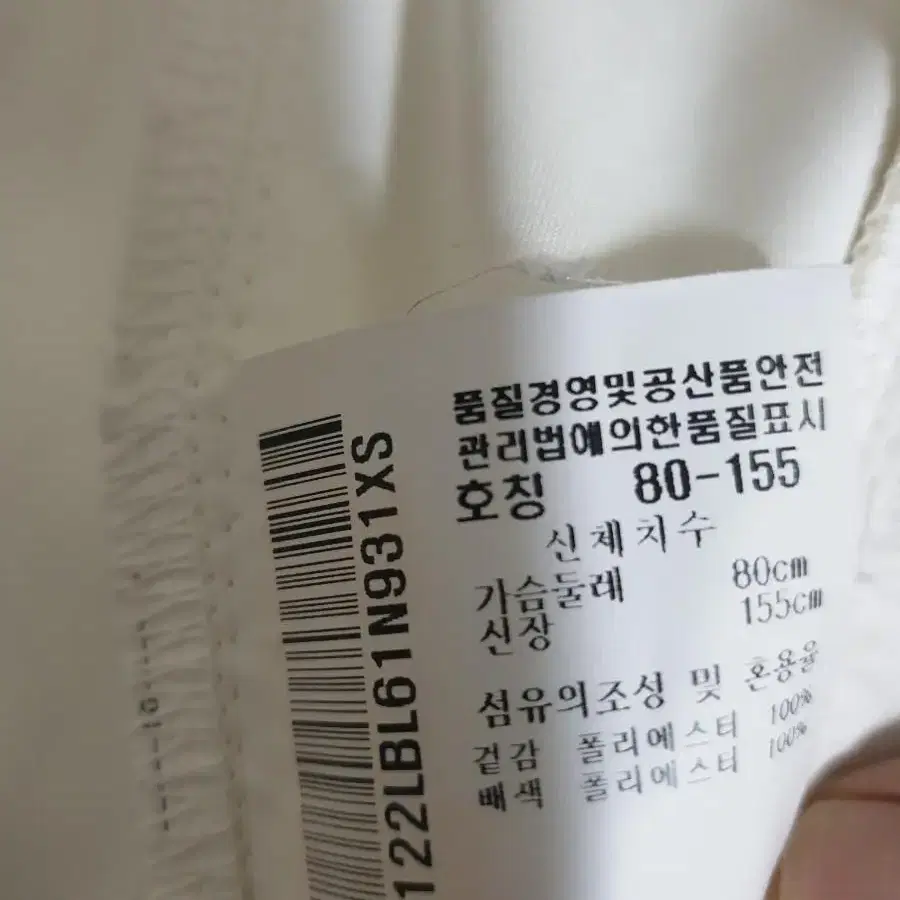 품질경영및공산품안전
관리법에의한품질표시
호칭 80-155
신체치수
가슴둘레 80cm
신장 155cm
섬유의조성 및 혼용율
겉감 폴리에스터 100%
배색 폴리에스터 100%
122LBL61N931XS